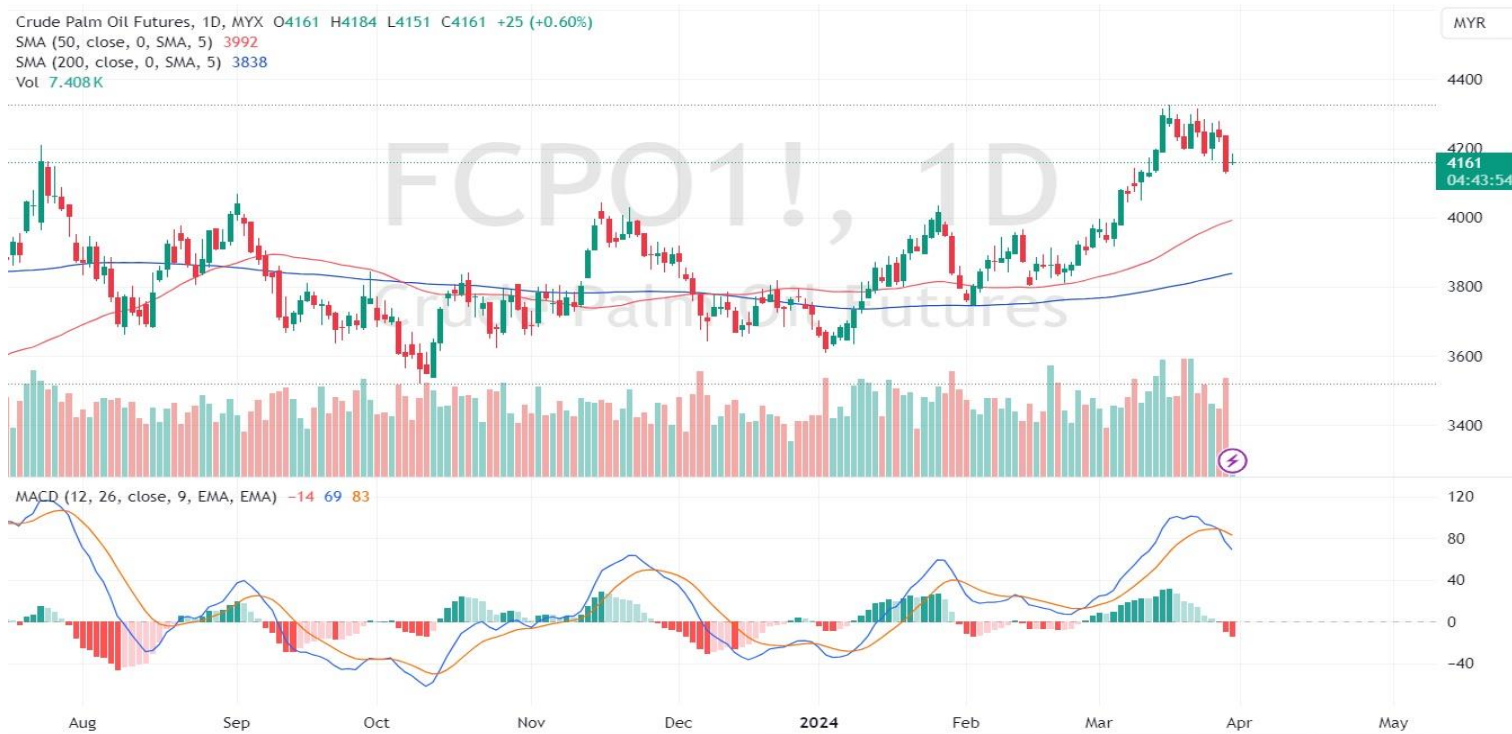 Crude Palm Oil Futures, 1D, MYX O4161 H4184 L4151 C4161 +25 (+0.60%)
MYR
SMA (50, close, 0, SMA, 5) 3992
SMA (200, close, 0, SMA, 5) 3838
Vol 7.408K
4400
FCPO1!, 1D
Crude Palm Oil Futures
4200
4161
04:43:54
4000
3800
3600
3400
MACD (12, 26, close, 9, EMA, EMA) −14 69 83
120
80
40
0
−40
Aug Sep Oct Nov Dec 2024 Feb Mar Apr May